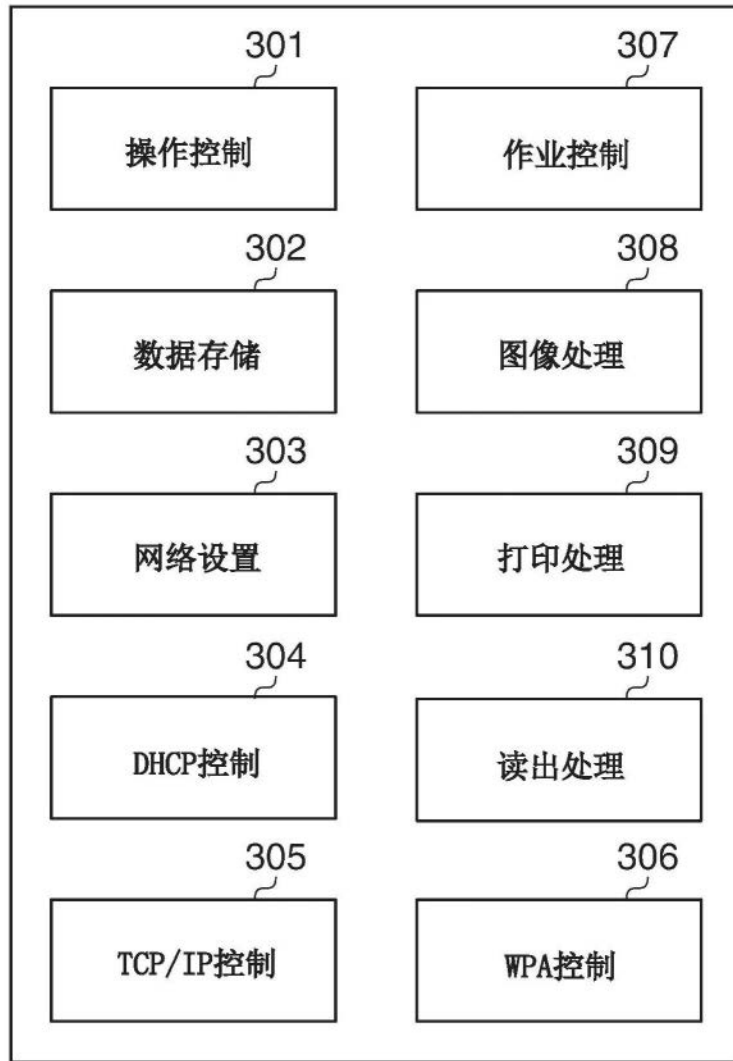 301
操作控制
307
作业控制
302
数据存储
308
图像处理
303
网络设置
309
打印处理
304
DHCP控制
310
读出处理
305
TCP/IP控制
306
WPA控制